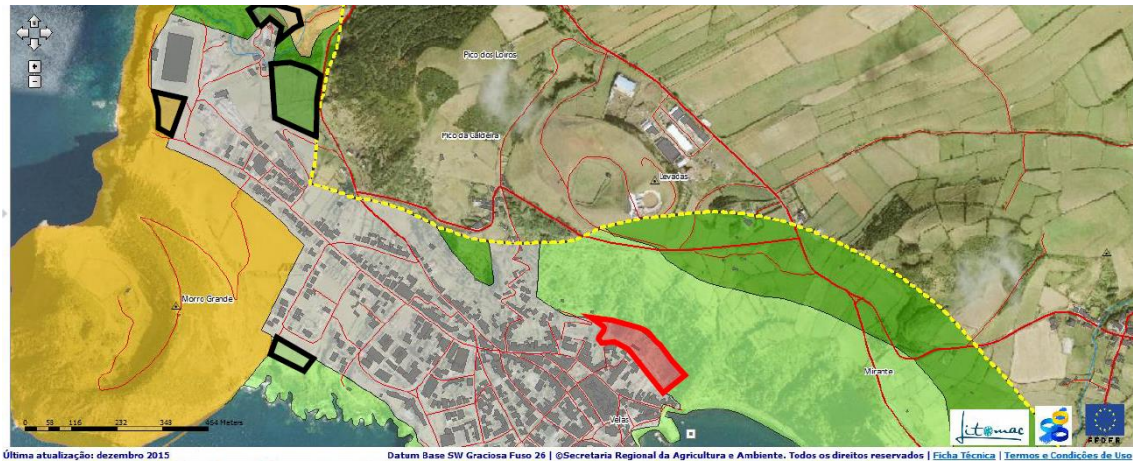 Pico dos Loiros
Pico da Caldeira
Levadas
Morro Grande
Mirante
Velas
0 58 116 232 348 464 Meters
Litomac
FEDER
Última atualização: dezembro 2015
Datum Base SW Graciosa Fuso 26 | ©Secretaria Regional da Agricultura e Ambiente. Todos os direitos reservados | Ficha Técnica | Termos e Condições de Uso